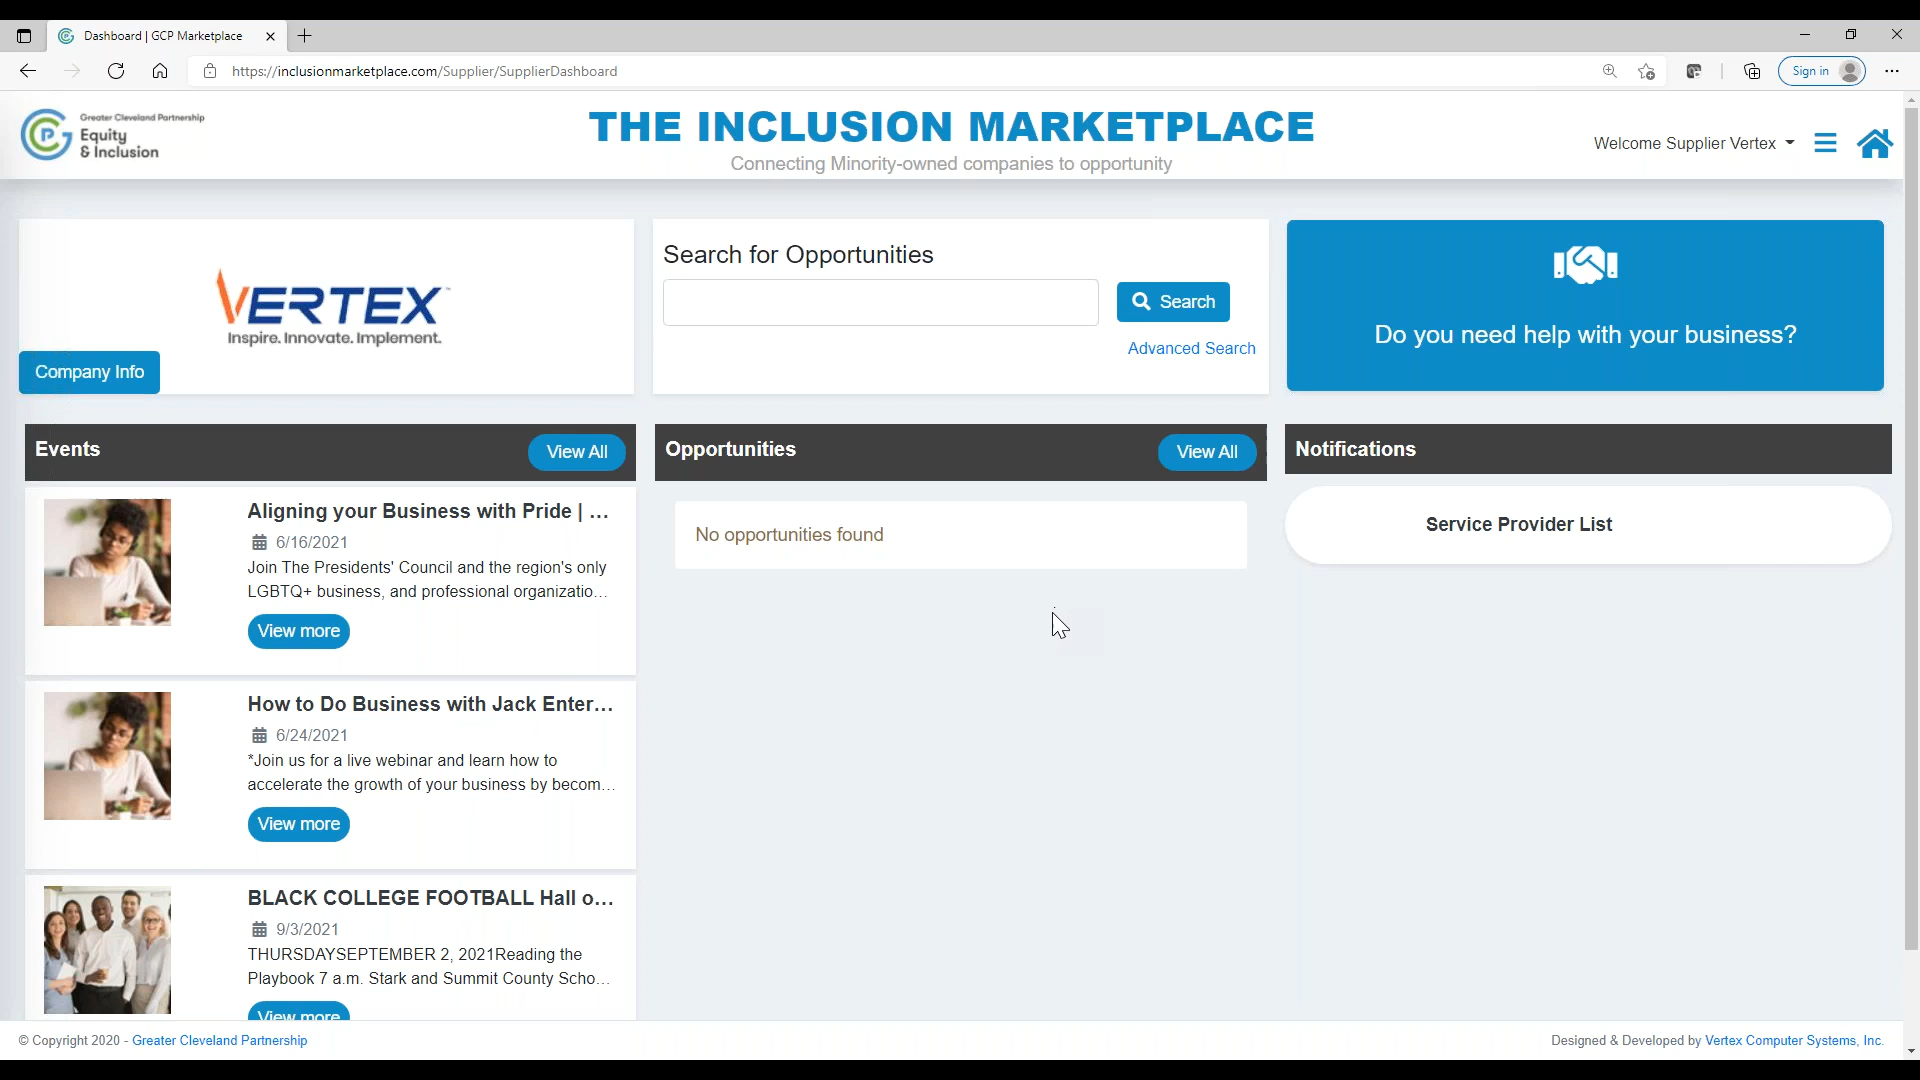 Dashboard | GCP Marketplace
https://inclusionmarketplace.com/Supplier/SupplierDashboard
Sign in
Greater Cleveland Partnership
Equity
& Inclusion
THE INCLUSION MARKETPLACE
Connecting Minority-owned companies to opportunity
Welcome Supplier Vertex
VERTEX™
Inspire. Innovate. Implement.
Company Info
Search for Opportunities
Search
Advanced Search
Do you need help with your business?
Events
View All
Aligning your Business with Pride | ...
6/16/2021
Join The Presidents' Council and the region's only
LGBTQ+ business, and professional organizatio...
View more
How to Do Business with Jack Enter...
6/24/2021
*Join us for a live webinar and learn how to
accelerate the growth of your business by becom...
View more
BLACK COLLEGE FOOTBALL Hall o...
9/3/2021
THURSDAYSEPTEMBER 2, 2021Reading the
Playbook 7 a.m. Stark and Summit County Scho...
View more
Opportunities
View All
No opportunities found
Notifications
Service Provider List
© Copyright 2020 - Greater Cleveland Partnership
Designed & Developed by Vertex Computer Systems, Inc.